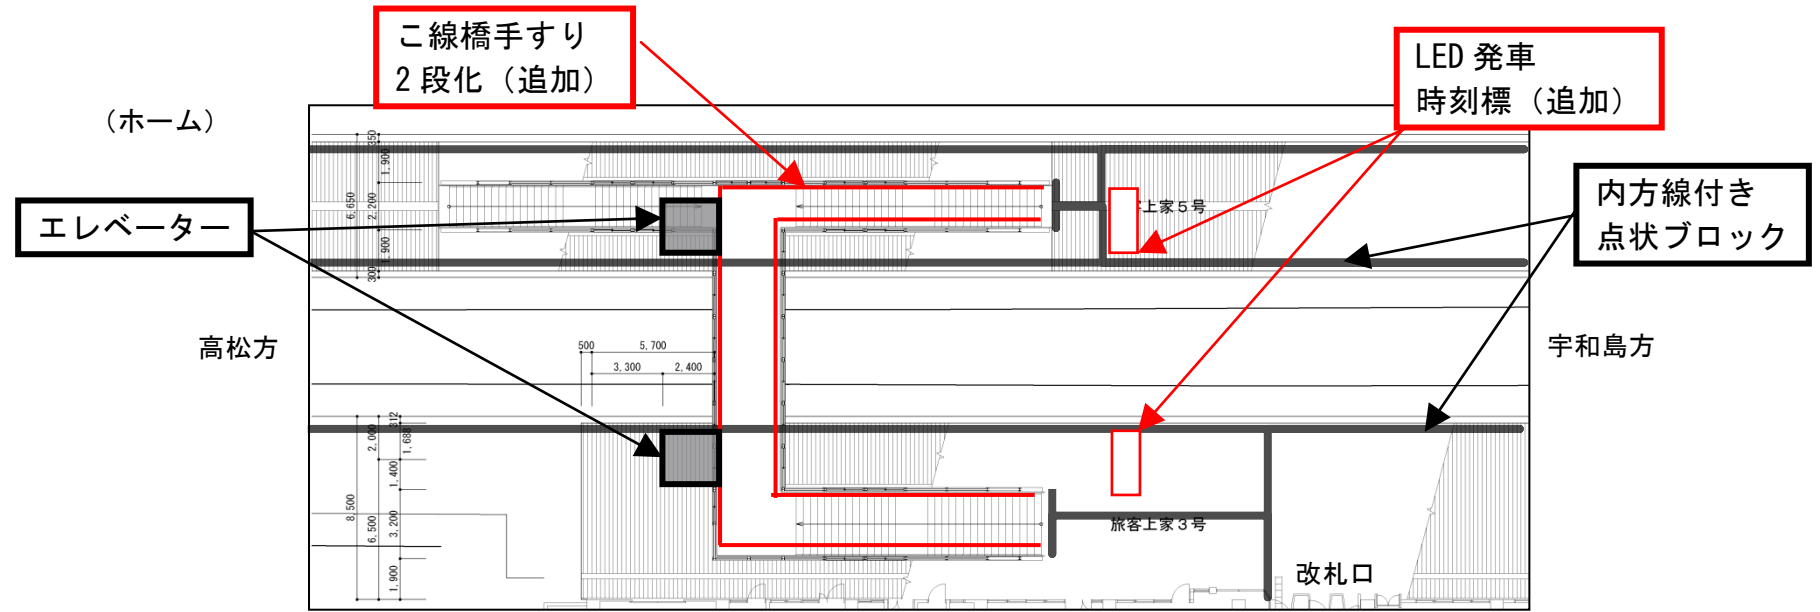 こ線橋手すり
2段化（追加）
LED発車
時刻標（追加）
（ホーム）
内方線付き
点状ブロック
エレベーター
高松方
宇和島方
350
1,900
6,650
2,200
1,900
300
客上家５号
500
5,700
3,300
2,400
312
2,000
1,688
1,400
8,500
6,500
3,200
1,900
旅客上家３号
改札口